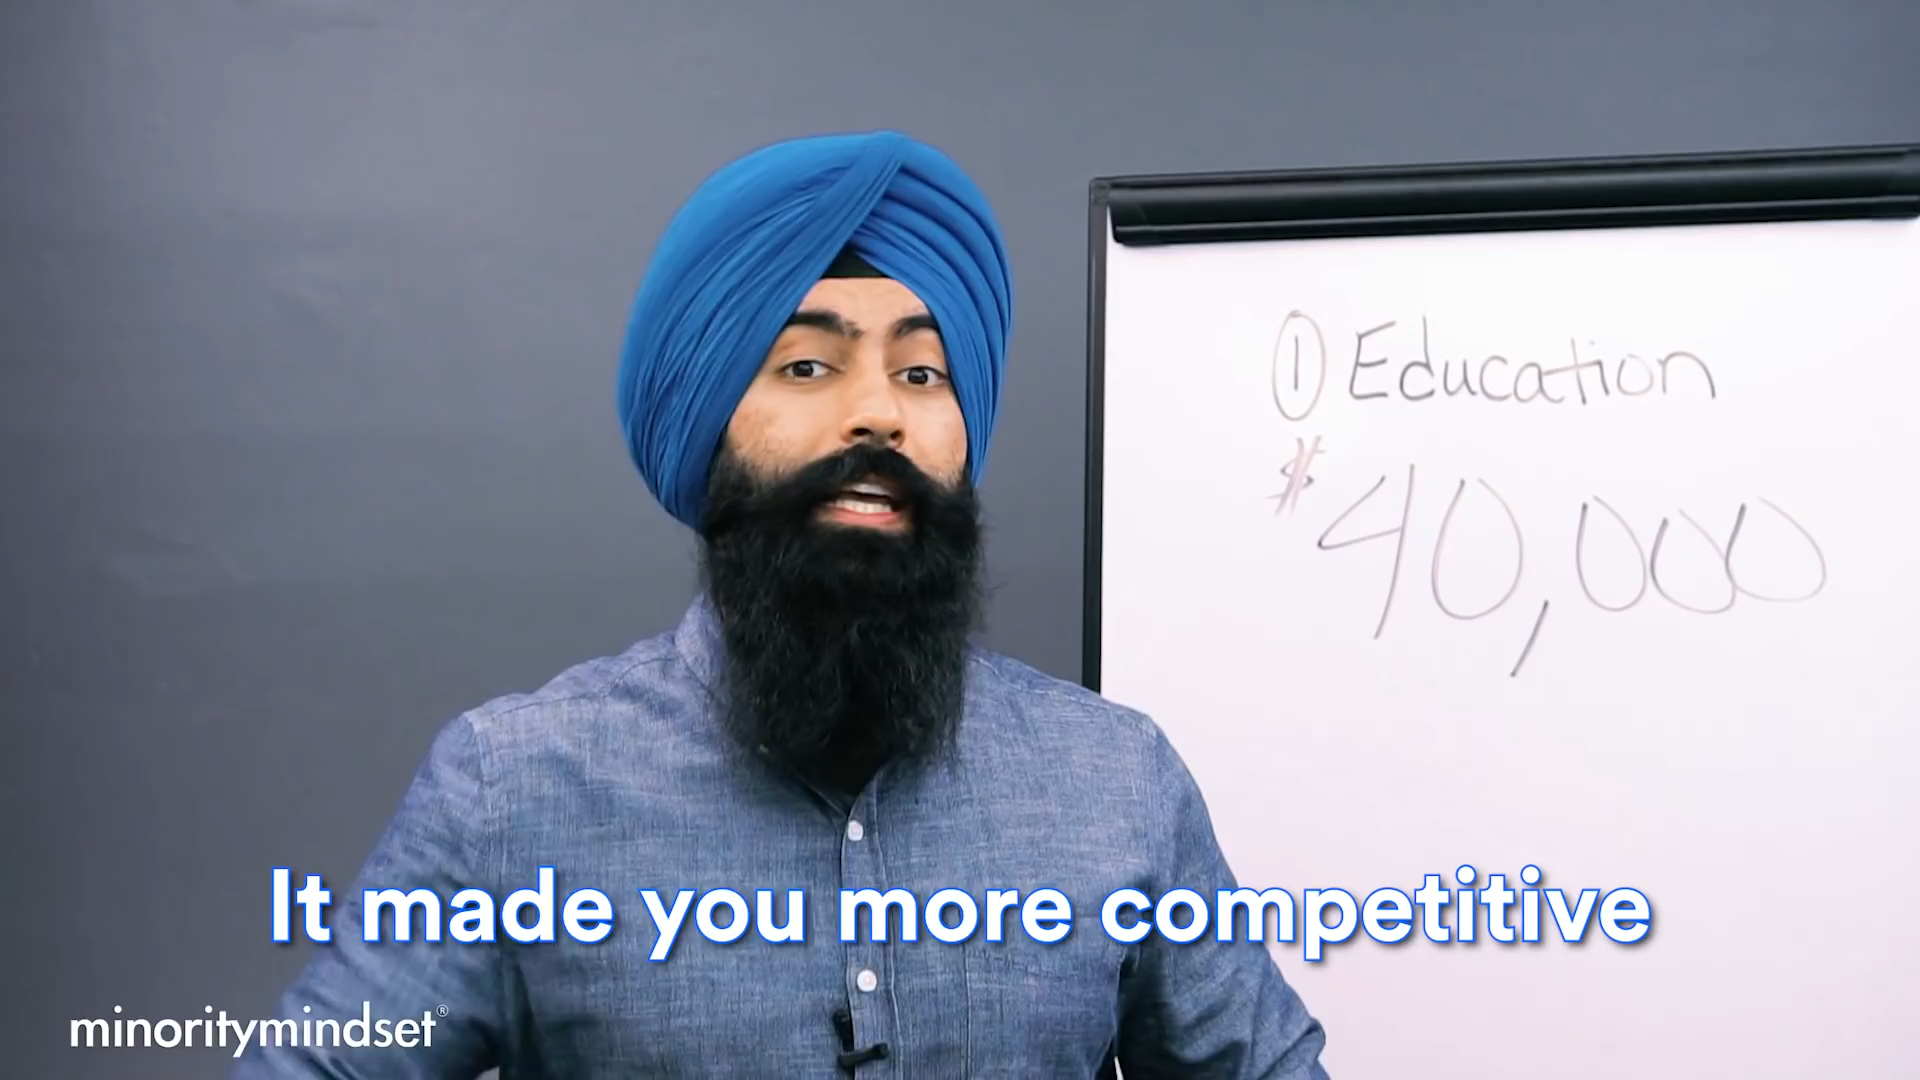 ① Education
$40,000
It made you more competitive
minoritymindset®